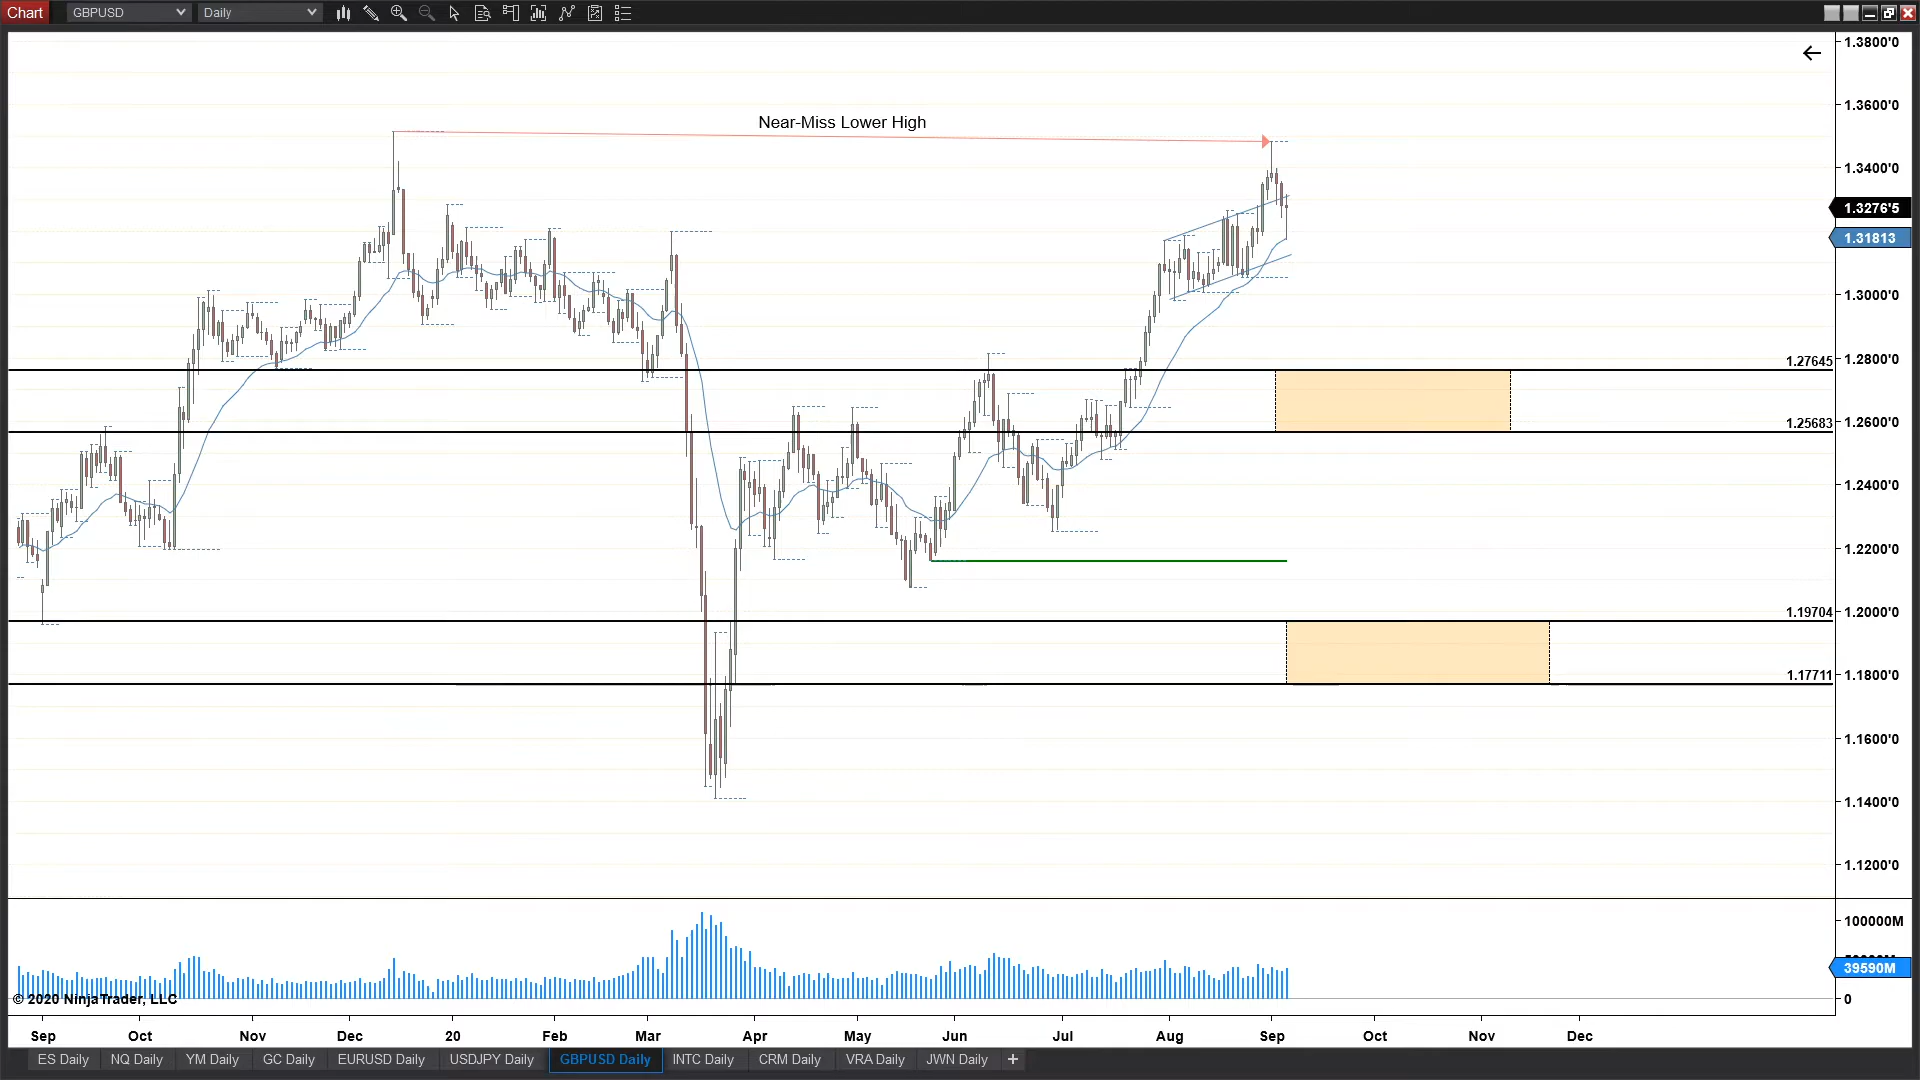 Chart GBPUSD Daily
1.3800'0
1.3600'0
Near-Miss Lower High
1.3400'0
1.3276'5
1.31813
1.3000'0
1.27645
1.2800'0
1.25683
1.2600'0
1.2400'0
1.2200'0
1.19704
1.2000'0
1.17711
1.1800'0
1.1600'0
1.1400'0
1.1200'0
100000M
39590M
© 2020 NinjaTrader, LLC
0
Sep Oct Nov Dec 20 Feb Mar Apr May Jun Jul Aug Sep Oct Nov Dec
ES Daily NQ Daily YM Daily GC Daily EURUSD Daily USDJPY Daily GBPUSD Daily INTC Daily CRM Daily VRA Daily JWN Daily +